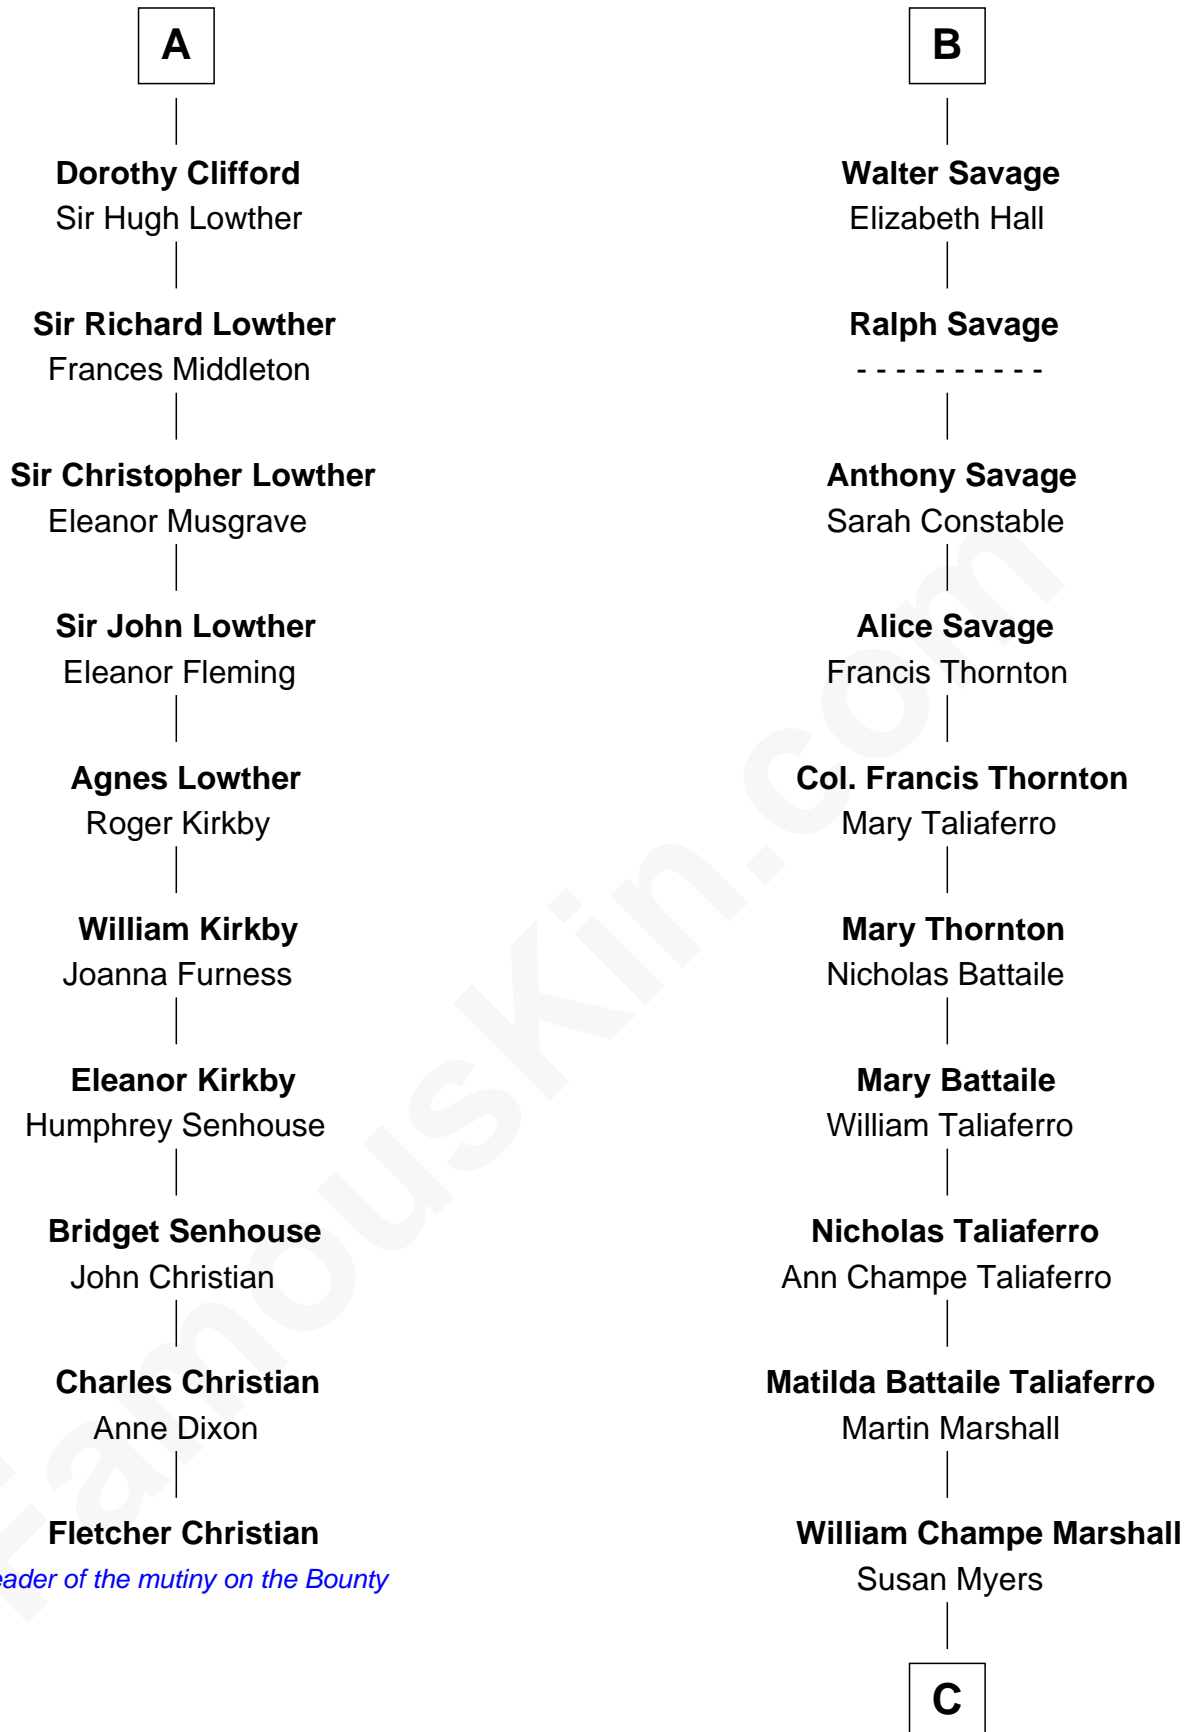 A
Dorothy Clifford
Sir Hugh Lowther
Sir Richard Lowther
Frances Middleton
Sir Christopher Lowther
Eleanor Musgrave
Sir John Lowther
Eleanor Fleming
Agnes Lowther
Roger Kirkby
William Kirkby
Joanna Furness
Eleanor Kirkby
Humphrey Senhouse
Bridget Senhouse
John Christian
Charles Christian
Anne Dixon
Fletcher Christian
eader of the mutiny on the Bounty
B
Walter Savage
Elizabeth Hall
Ralph Savage
- - - - - - - - - -
Anthony Savage
Sarah Constable
Alice Savage
Francis Thornton
Col. Francis Thornton
Mary Taliaferro
Mary Thornton
Nicholas Battaile
Mary Battaile
William Taliaferro
Nicholas Taliaferro
Ann Champe Taliaferro
Matilda Battaile Taliaferro
Martin Marshall
William Champe Marshall
Susan Myers
C
FamousKin.com